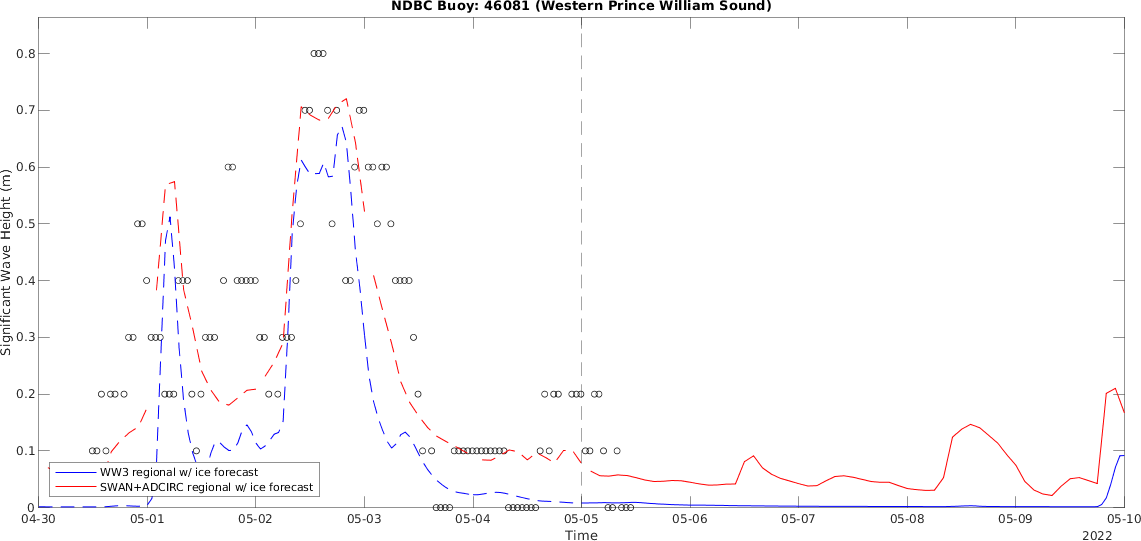 NDBC Buoy: 46081 (Western Prince William Sound)
Significant Wave Height (m)
0.8
0.7
0.6
0.5
0.4
0.3
0.2
0.1
0
WW3 regional w/ ice forecast
SWAN+ADCIRC regional w/ ice forecast
04-30 05-01 05-02 05-03 05-04 05-05 05-06 05-07 05-08 05-09 05-10
Time
2022